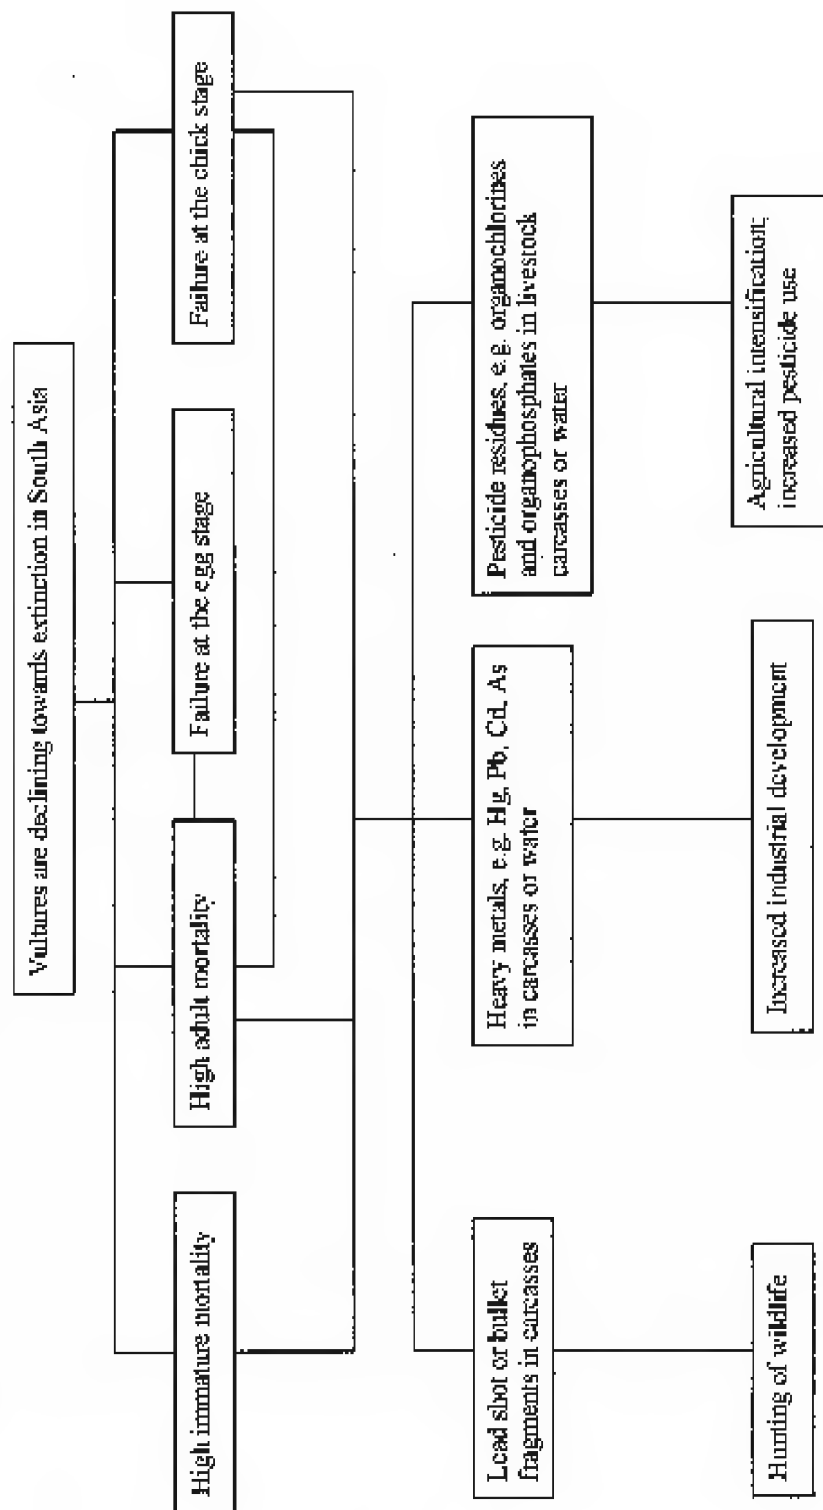 Vultures are declining towards extinction in South Asia
High immature mortality
High adult mortality
Failure at the egg stage
Failure at the chick stage
Lead shot or bullet
fragments in carcasses
Heavy metals, e.g. Hg, Pb, Cd, As
in carcasses or water
Pesticide residues, e.g. organochlorines
and organophosphates in livestock
carcasses or water
Hunting of wildlife
Increased industrial development
Agricultural intensification:
increased pesticide use